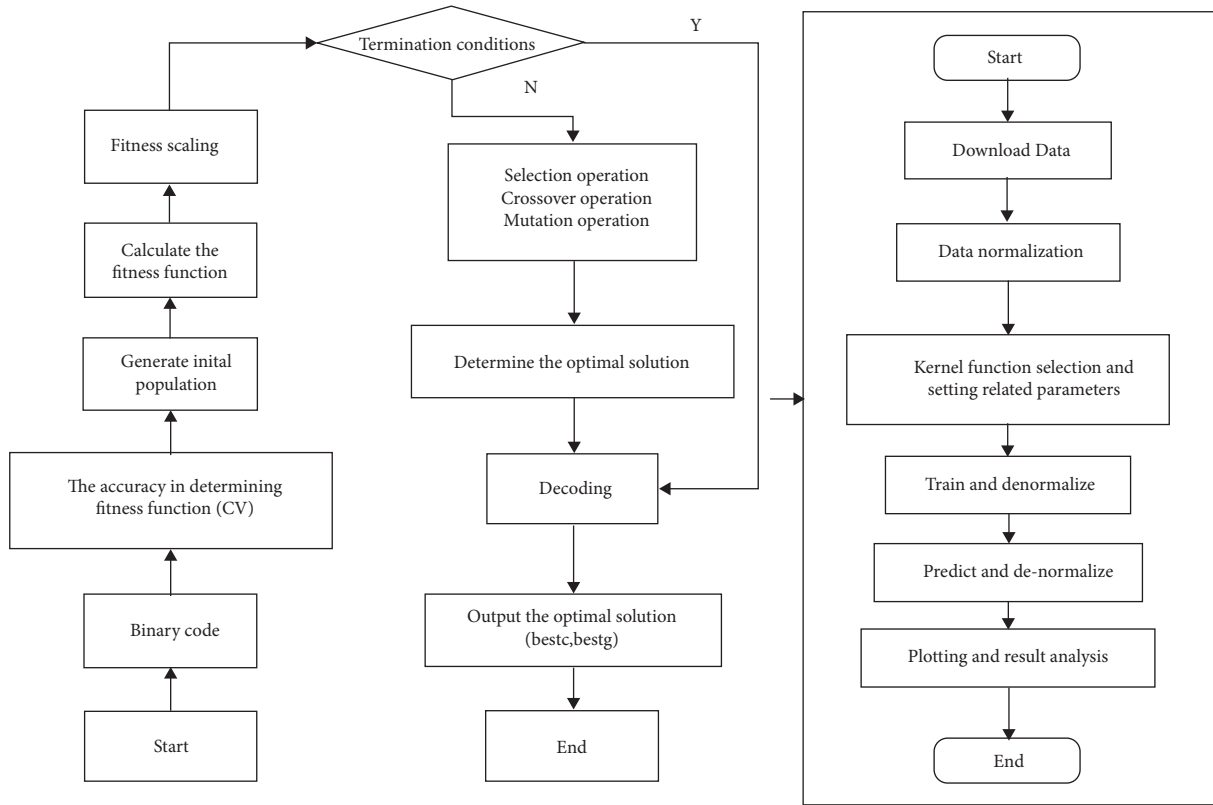 Termination conditions
Y
N
Fitness scaling
Calculate the
fitness function
Generate inital
population
The accuracy in determining
fitness function (CV)
Binary code
Start
Selection operation
Crossover operation
Mutation operation
Determine the optimal solution
Decoding
Output the optimal solution
(bestc,bestg)
End
Start
Download Data
Data normalization
Kernel function selection and
setting related parameters
Train and denormalize
Predict and de-normalize
Plotting and result analysis
End